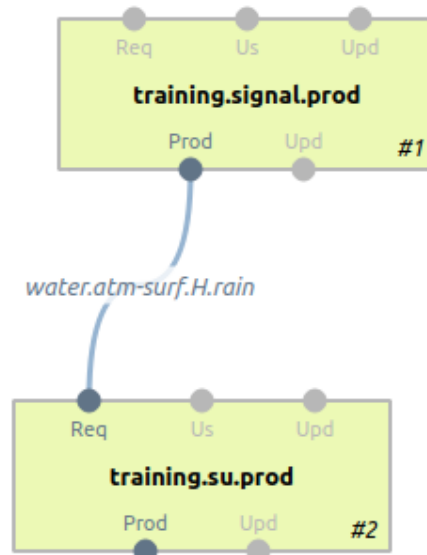 Req Us Upd
training.signal.prod
Prod Upd
#1
water.atm-surf.H.rain
Req Us Upd
training.su.prod
Prod Upd
#2